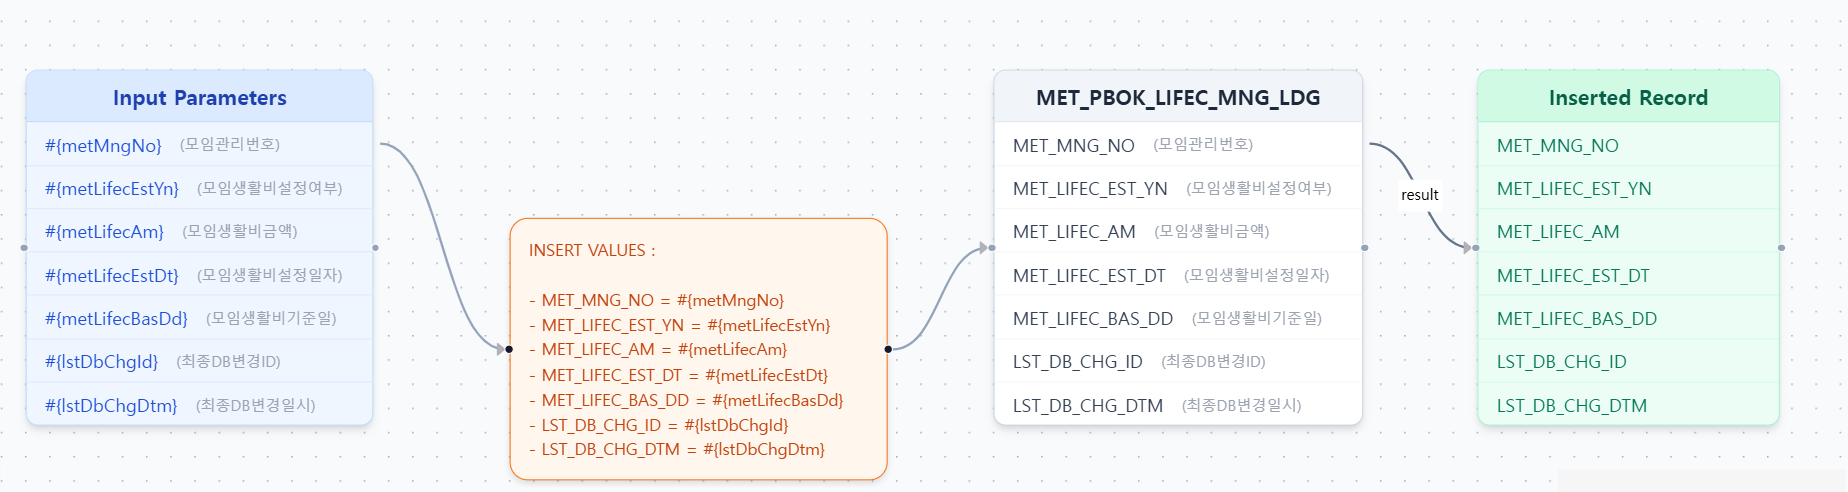 Input Parameters
#{metMngNo} (모임관리번호)
#{metLifecEstYn} (모임생활비설정여부)
#{metLifecAm} (모임생활비금액)
#{metLifecEstDt} (모임생활비설정일자)
#{metLifecBasDd} (모임생활비기준일)
#{lstDbChgId} (최종DB변경ID)
#{lstDbChgDtm} (최종DB변경일시)
INSERT VALUES :
- MET_MNG_NO = #{metMngNo}
- MET_LIFEC_EST_YN = #{metLifecEstYn}
- MET_LIFEC_AM = #{metLifecAm}
- MET_LIFEC_EST_DT = #{metLifecEstDt}
- MET_LIFEC_BAS_DD = #{metLifecBasDd}
- LST_DB_CHG_ID = #{lstDbChgId}
- LST_DB_CHG_DTM = #{lstDbChgDtm}
MET_PBOK_LIFEC_MNG_LDG
MET_MNG_NO (모임관리번호)
MET_LIFEC_EST_YN (모임생활비설정여부)
MET_LIFEC_AM (모임생활비금액)
MET_LIFEC_EST_DT (모임생활비설정일자)
MET_LIFEC_BAS_DD (모임생활비기준일)
LST_DB_CHG_ID (최종DB변경ID)
LST_DB_CHG_DTM (최종DB변경일시)
result
Inserted Record
MET_MNG_NO
MET_LIFEC_EST_YN
MET_LIFEC_AM
MET_LIFEC_EST_DT
MET_LIFEC_BAS_DD
LST_DB_CHG_ID
LST_DB_CHG_DTM